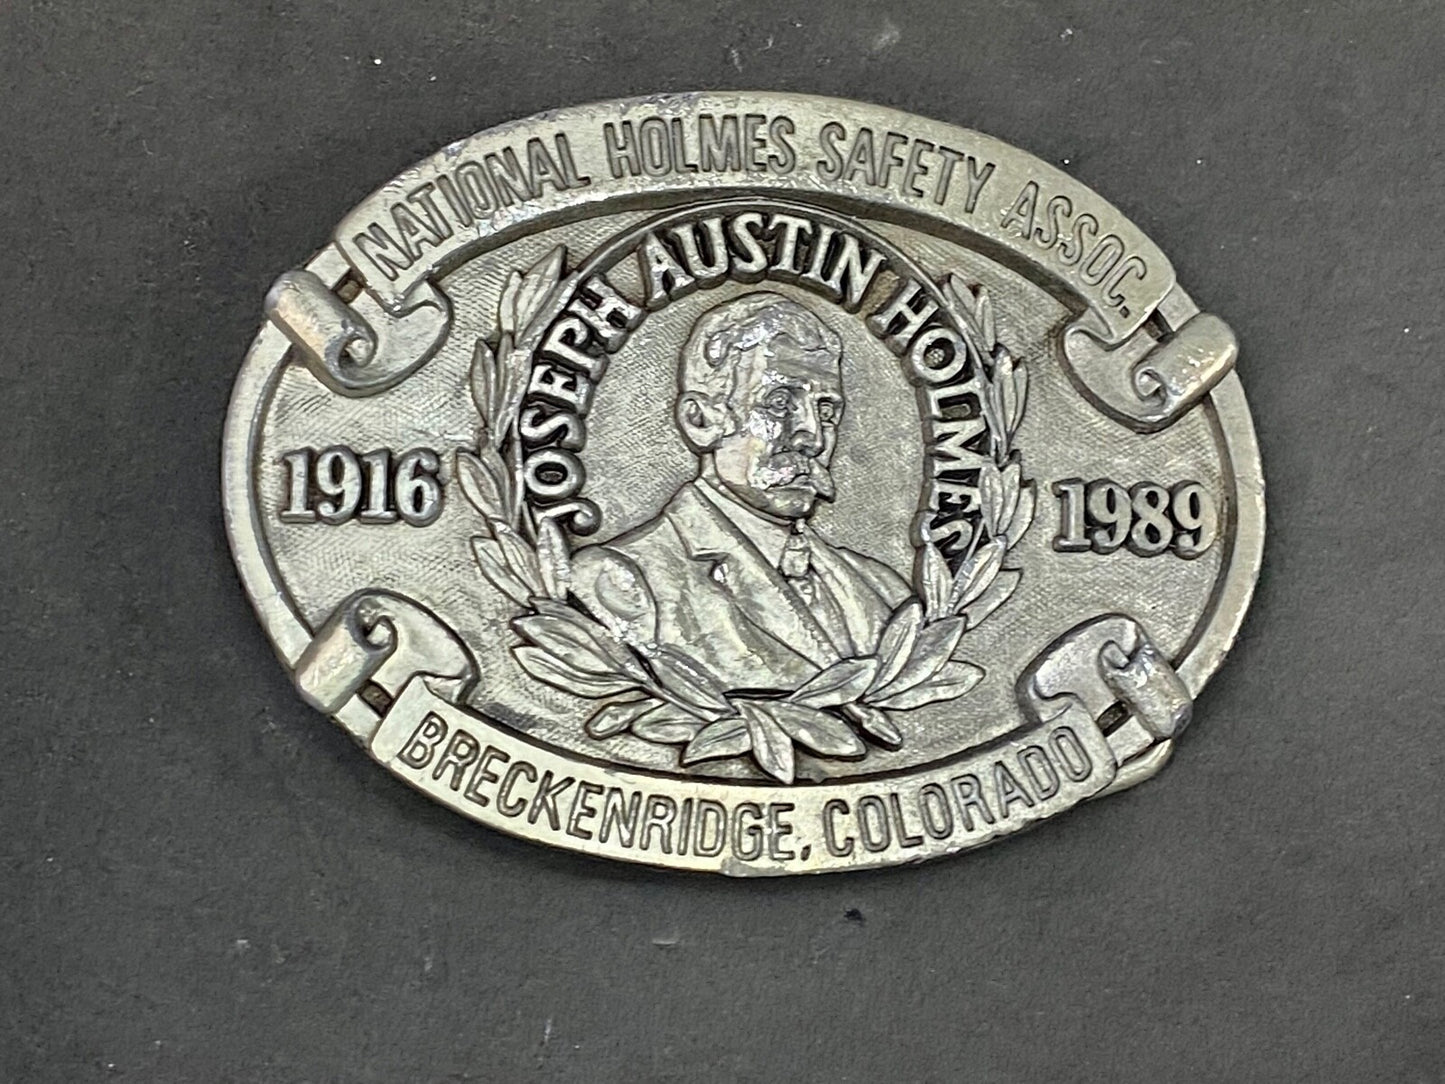 NATIONAL HOLMES SAFETY ASSOC.
JOSEPH AUSTIN HOLMES
1916
1989
BRECKENRIDGE, COLORADO